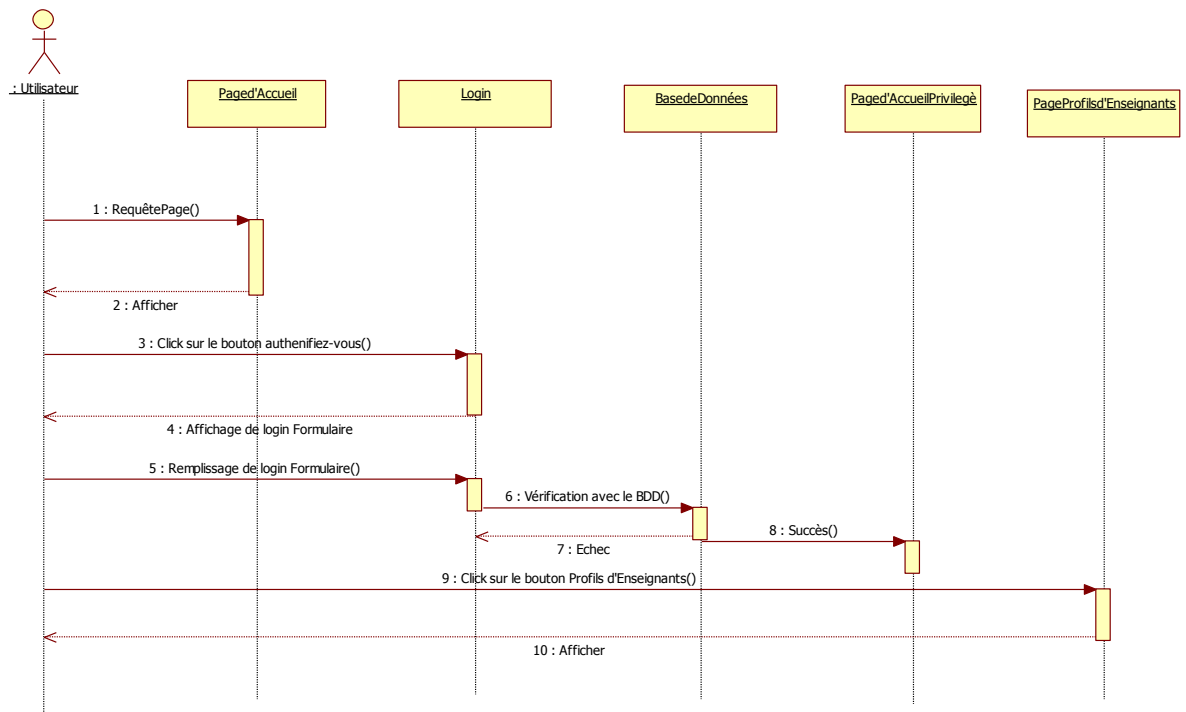 : Utilisateur
Paged'Accueil
Login
BasedeDonnées
Paged'AccueilPrivilegè
PageProfilsd'Enseignants
1 : RequêtePage()
2 : Afficher
3 : Click sur le bouton authenifiez-vous()
4 : Affichage de login Formulaire
5 : Remplissage de login Formulaire()
6 : Vérification avec le BDD()
7 : Echec
8 : Succès()
9 : Click sur le bouton Profils d'Enseignants()
10 : Afficher